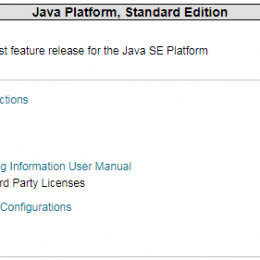 Java Platform, Standard Edition
st feature release for the Java SE Platform
ctions
g Information User Manual
rd Party Licenses
Configurations